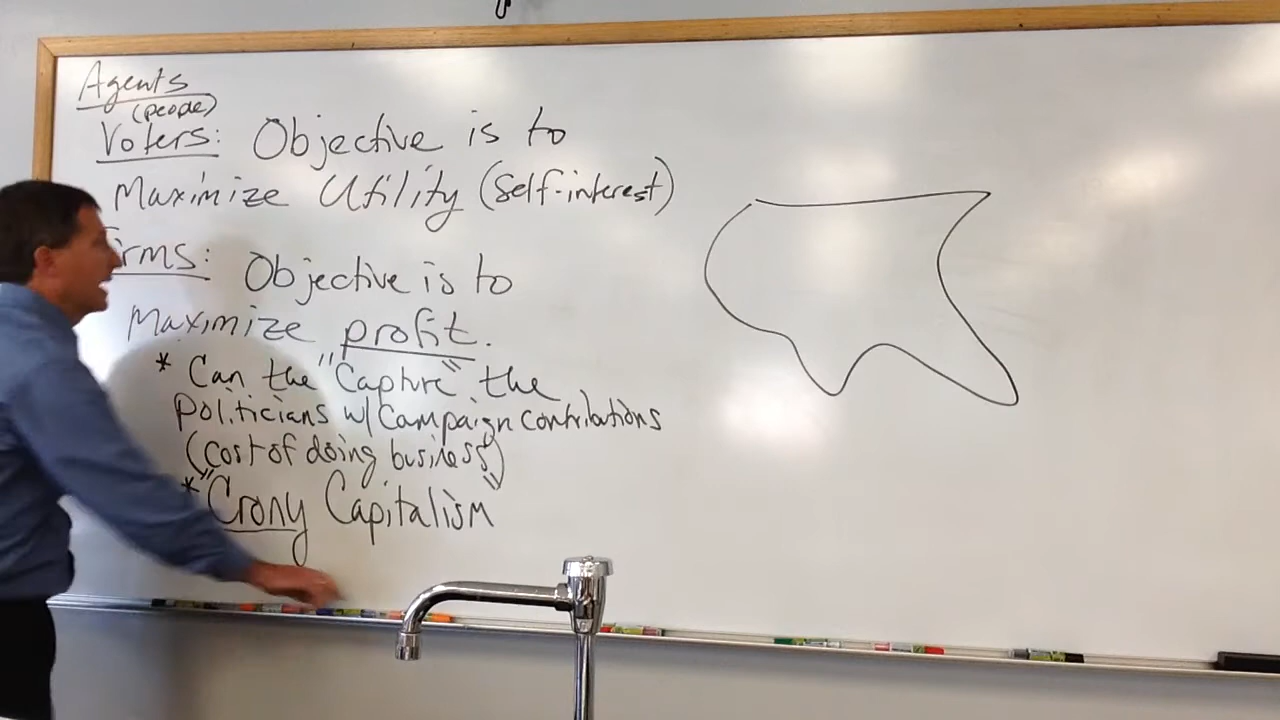 Agents
(people)
Voters: Objective is to
Maximize Utility (self-interest)
irms: Objective is to
Maximize profit.
* Can the "Capture" the
politicians w/ campaign contributions
(cost of doing business)
* "Crony Capitalism"